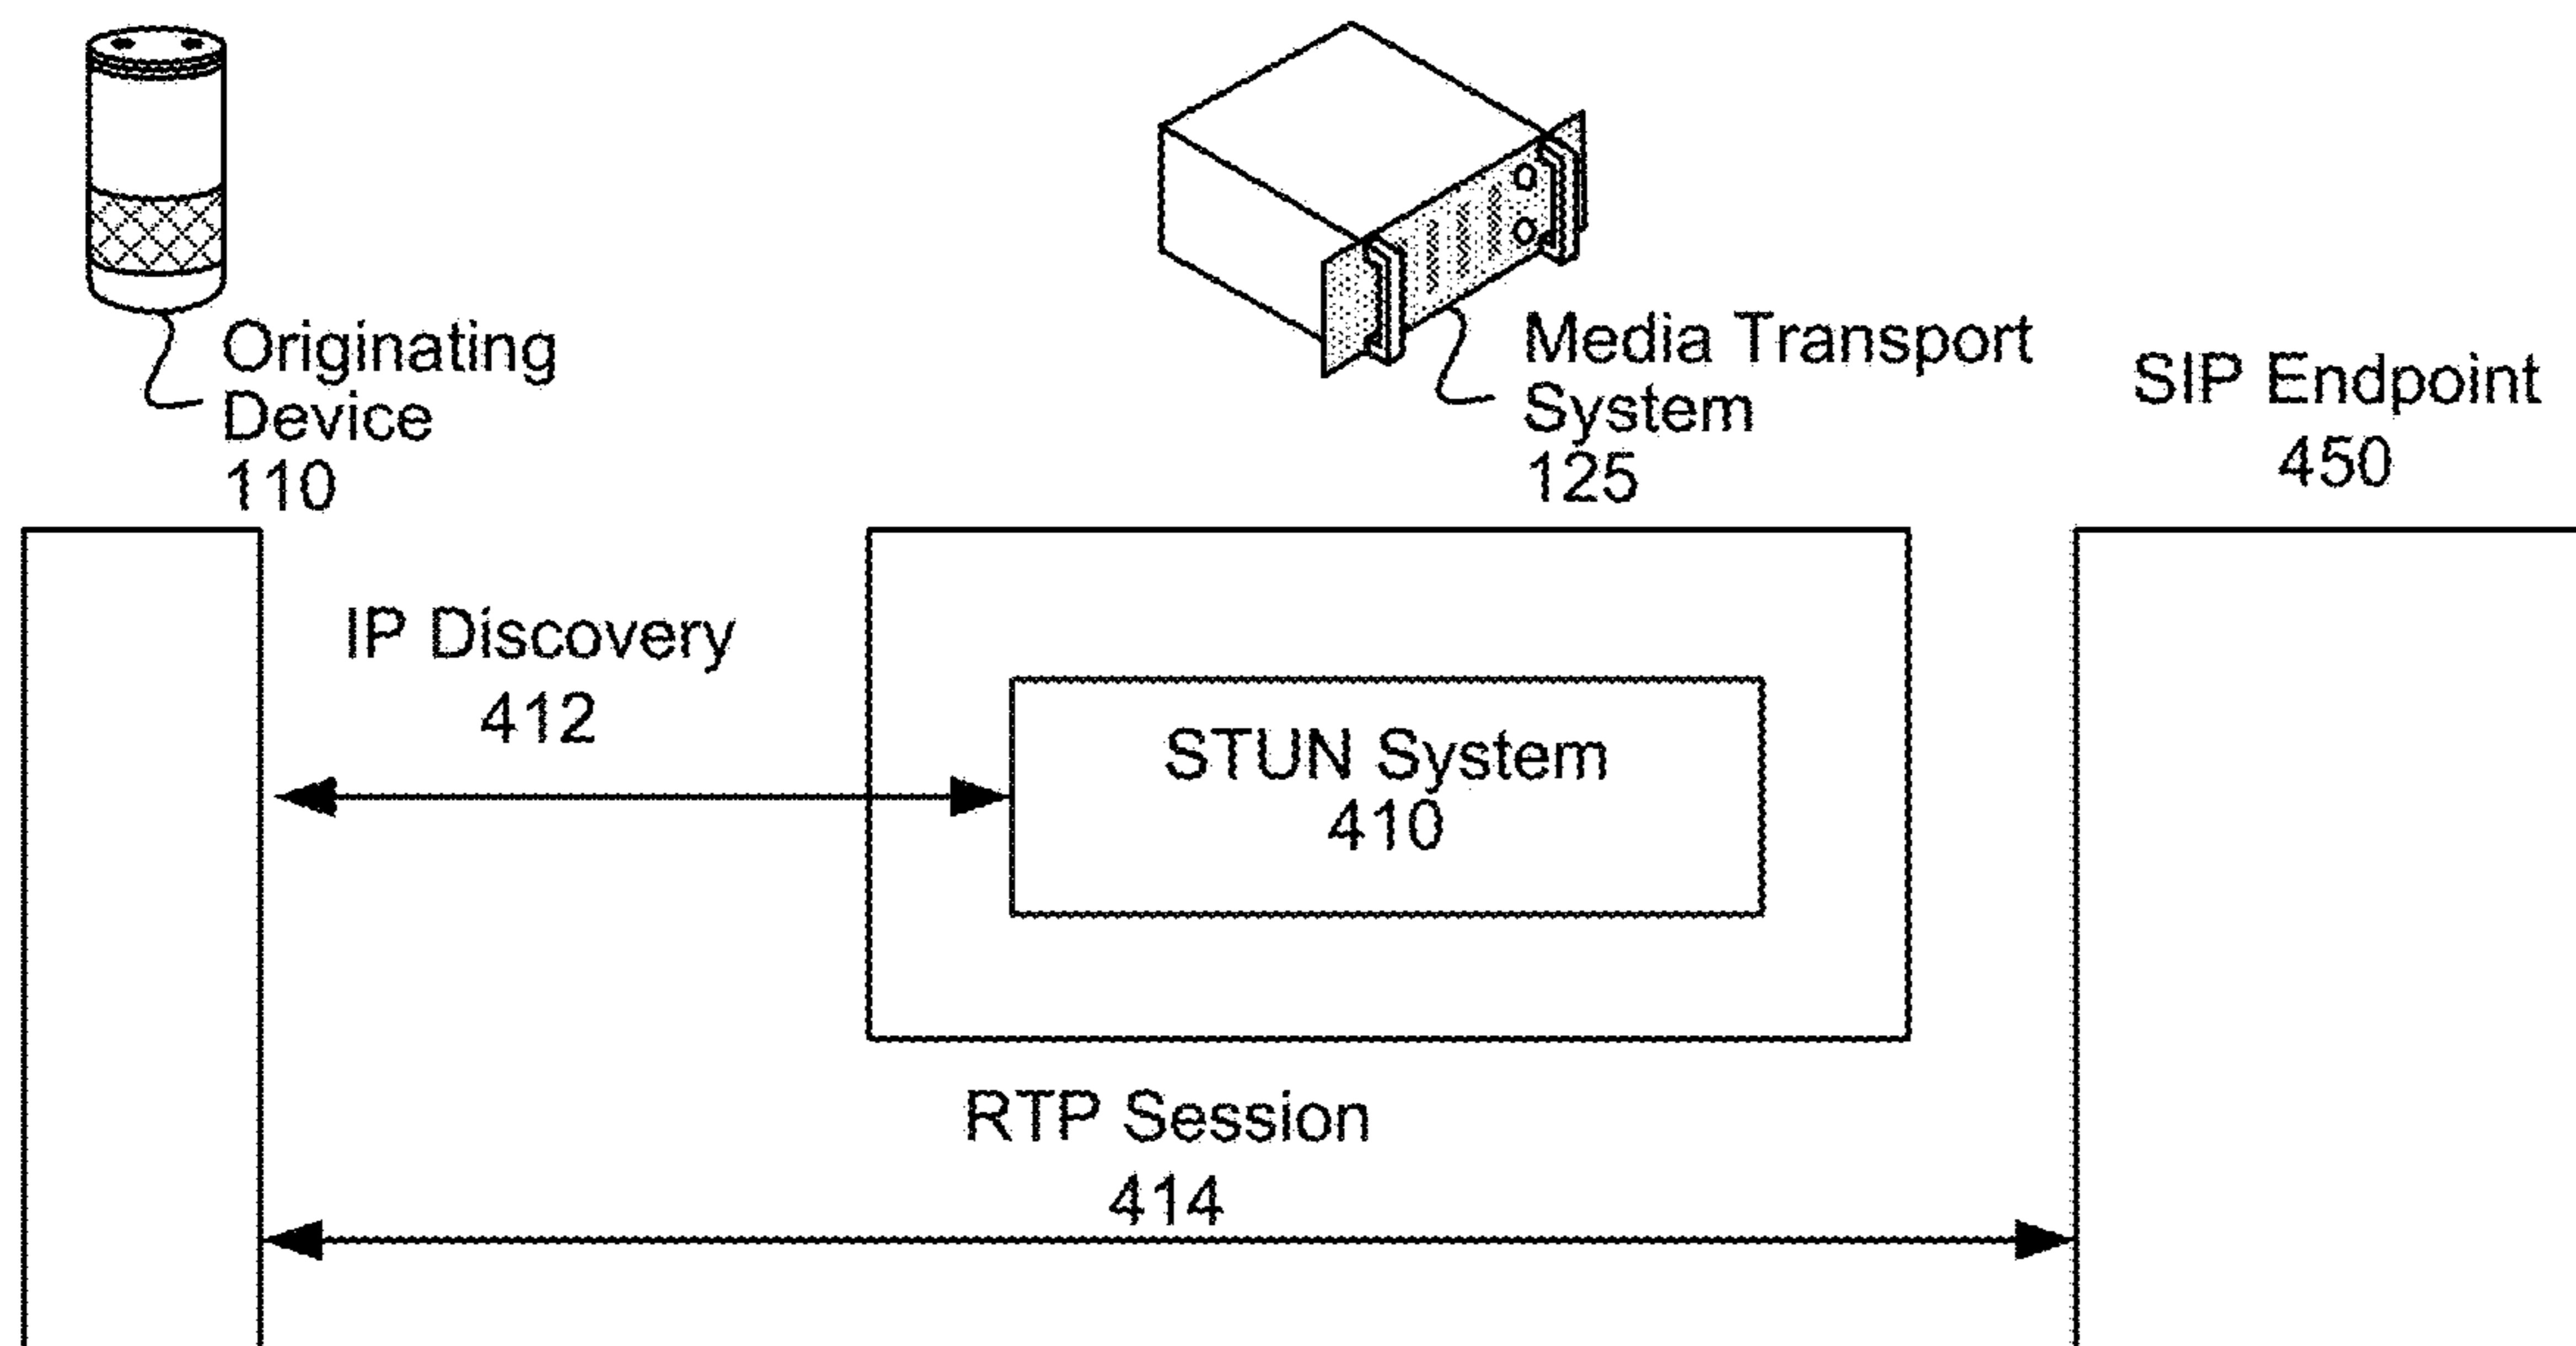 Originating
Device
110
Media Transport
System
125
SIP Endpoint
450
IP Discovery
412
STUN System
410
RTP Session
414